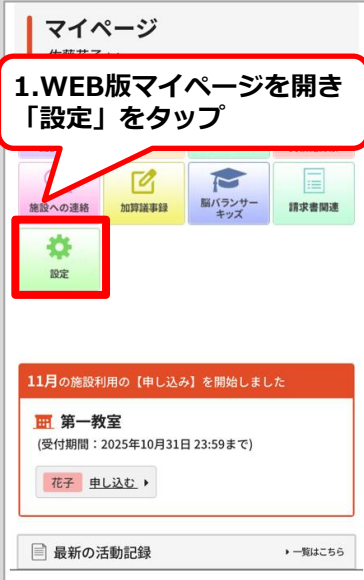 マイページ
1.WEB版マイページを開き
「設定」をタップ
施設への連絡
加算議事録
脳バランサー
キッズ
請求書関連
設定
11月の施設利用の【申し込み】を開始しました
第一教室
(受付期間：2025年10月31日 23:59まで)
花子 申し込む
最新の活動記録
一覧はこちら